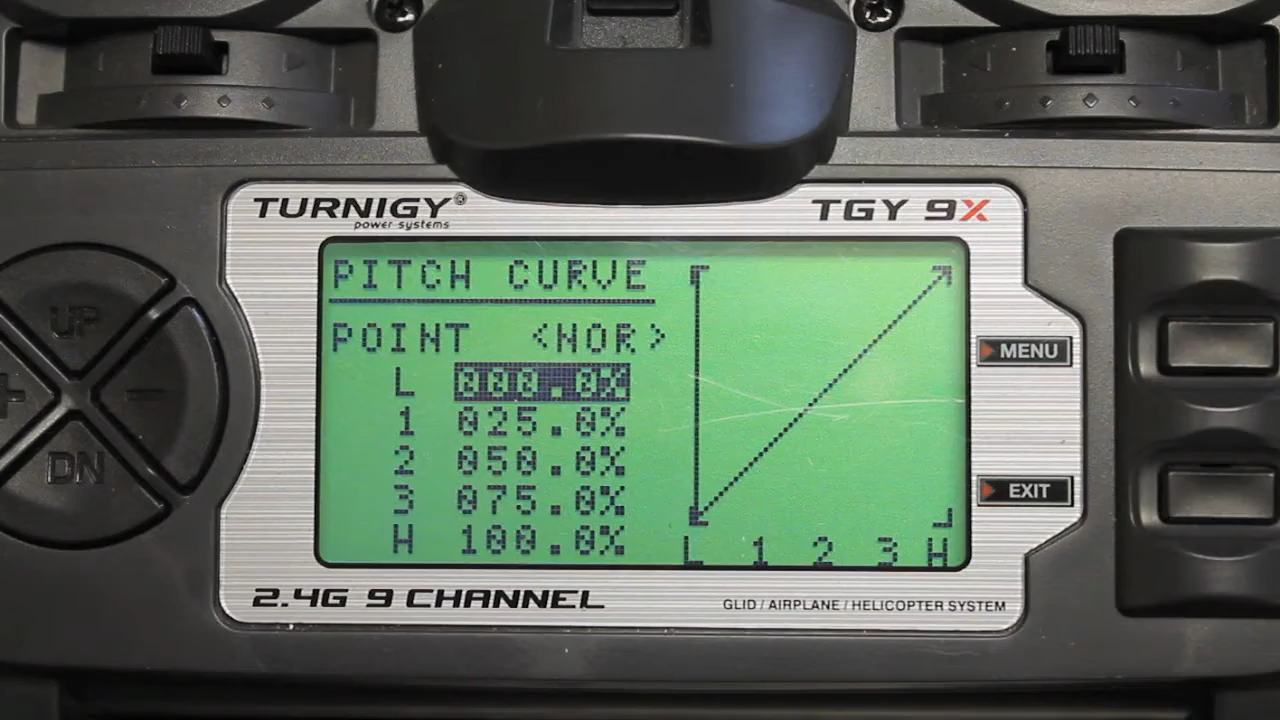 TURNIGY®
power systems
TGY 9X
PITCH CURVE
POINT <NOR>
L 000.0%
1 025.0%
2 050.0%
3 075.0%
H 100.0%
L 1 2 3 H
UP
+ -
DN
MENU
EXIT
2.4G 9 CHANNEL
GLID / AIRPLANE / HELICOPTER SYSTEM